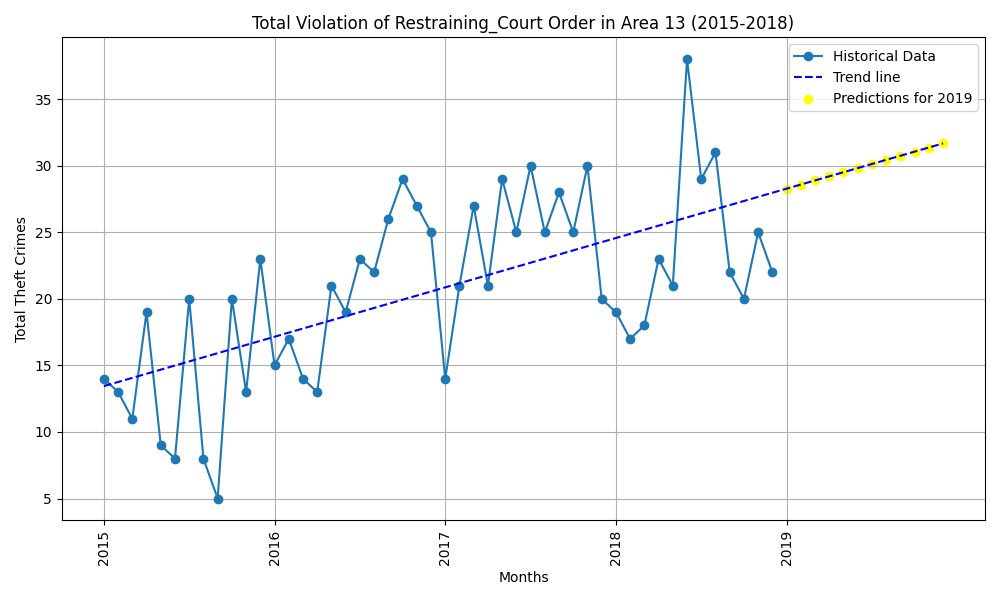 Total Violation of Restraining_Court Order in Area 13 (2015-2018)
Historical Data
Trend line
Predictions for 2019
Total Theft Crimes
35
30
25
20
15
10
5
2015
2016
2017
2018
2019
Months